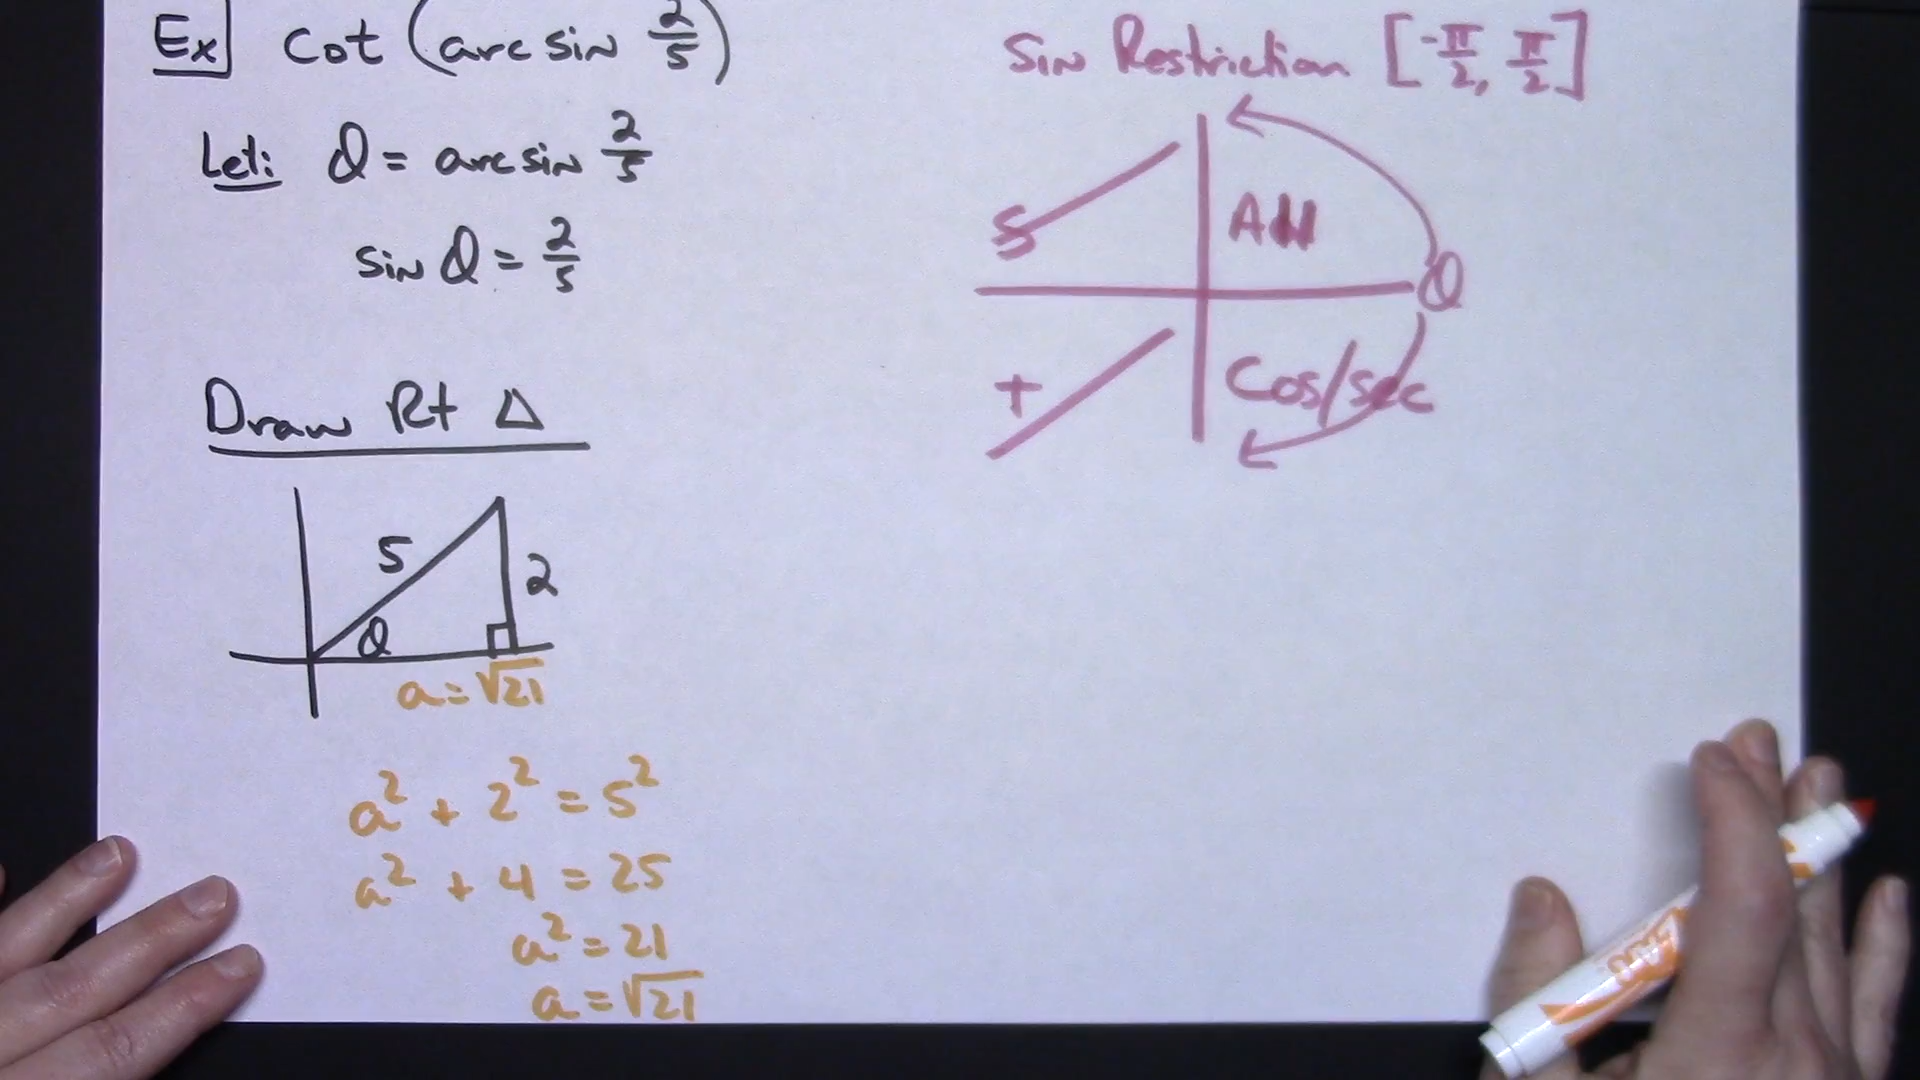 Ex cot (arcsin 2/5)
Let: θ = arcsin 2/5
sin θ = 2/5
Draw Rt Δ
5
2
θ
a = √21
a² + 2² = 5²
a² + 4 = 25
a² = 21
a = √21
Sin Restriction [-π/2, π/2]
S
All
θ
T
Cos/sec